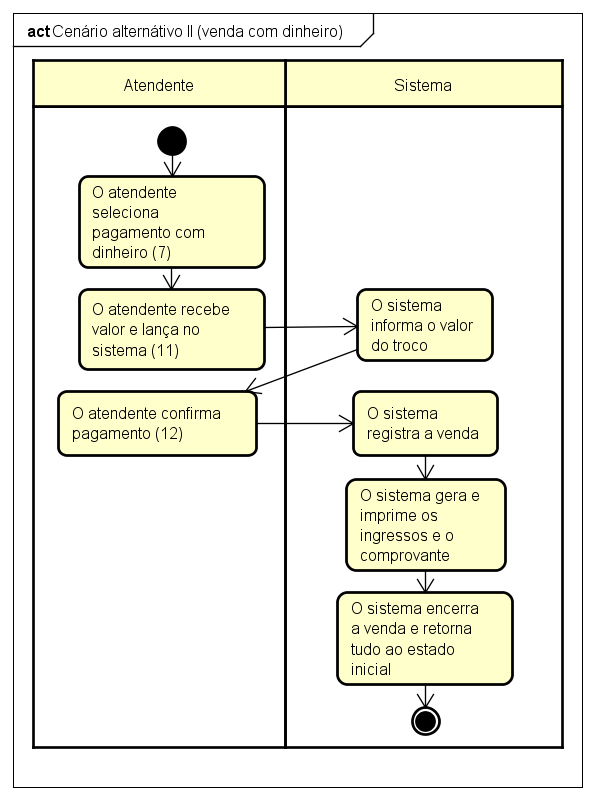 act Cenário alternátivo II (venda com dinheiro)
Atendente
Sistema
O atendente
seleciona
pagamento com
dinheiro (7)
O atendente recebe
valor e lança no
sistema (11)
O sistema
informa o valor
do troco
O atendente confirma
pagamento (12)
O sistema
registra a venda
O sistema gera e
imprime os
ingressos e o
comprovante
O sistema encerra
a venda e retorna
tudo ao estado
inicial